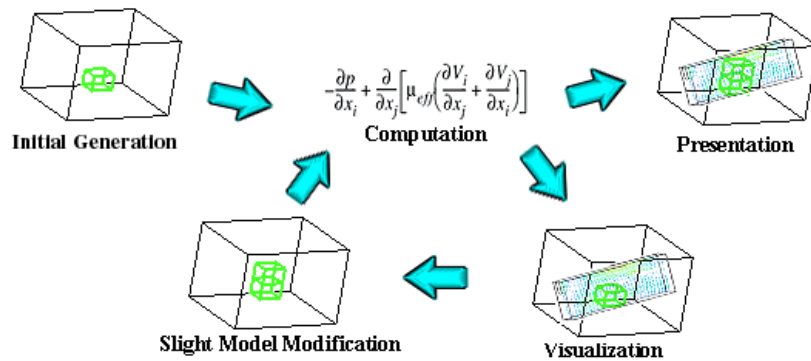 -∂p/∂x_i + ∂/∂x_j [μ_eff (∂V_i/∂x_j + ∂V_j/∂x_i)]
Initial Generation
Computation
Presentation
Slight Model Modification
Visualization